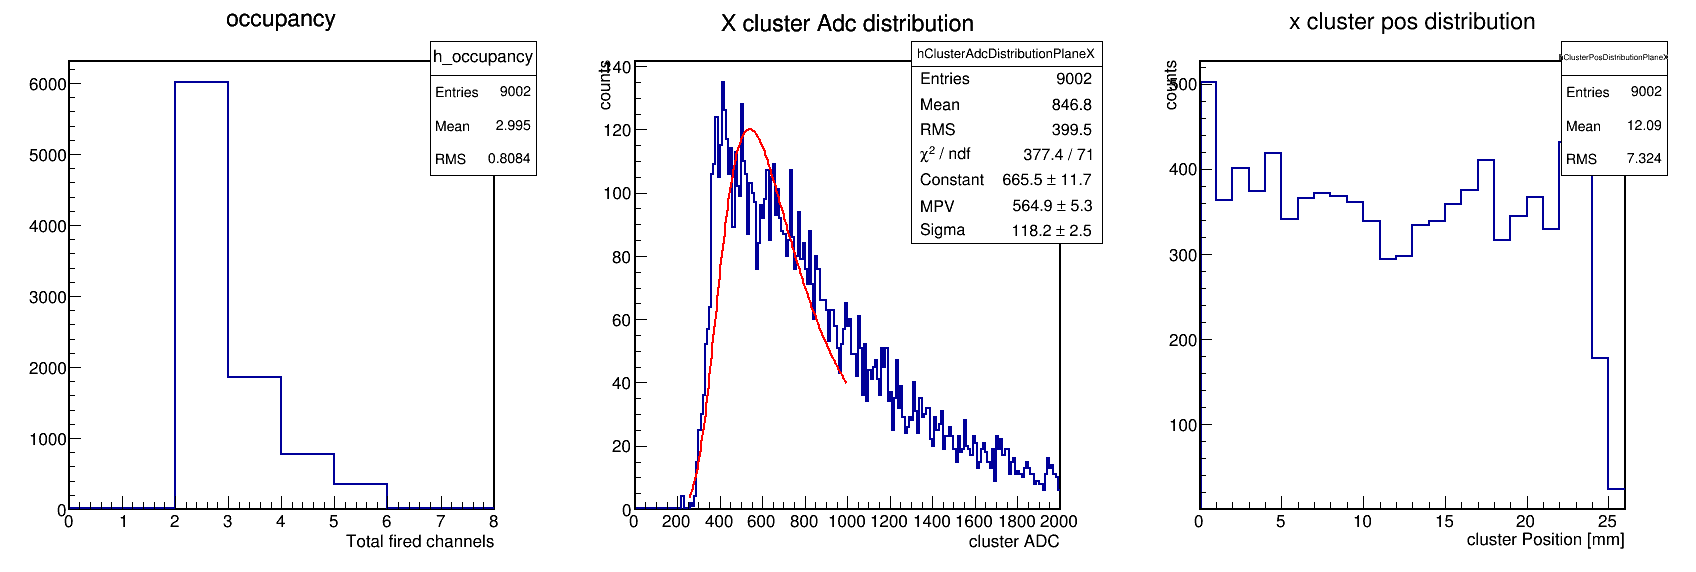 occupancy
h_occupancy
Entries 9002
Mean 2.995
RMS 0.8084
6000
5000
4000
3000
2000
1000
0
0 1 2 3 4 5 6 7 8
Total fired channels
X cluster Adc distribution
counts
hClusterAdcDistributionPlaneX
Entries 9002
Mean 846.8
RMS 399.5
χ² / ndf 377.4 / 71
Constant 665.5 ± 11.7
MPV 564.9 ± 5.3
Sigma 118.2 ± 2.5
140
120
100
80
60
40
20
0
0 200 400 600 800 1000 1200 1400 1600 1800 2000
cluster ADC
x cluster pos distribution
counts
hClusterPosDistributionPlaneX
Entries 9002
Mean 12.09
RMS 7.324
500
400
300
200
100
0 5 10 15 20 25
cluster Position [mm]